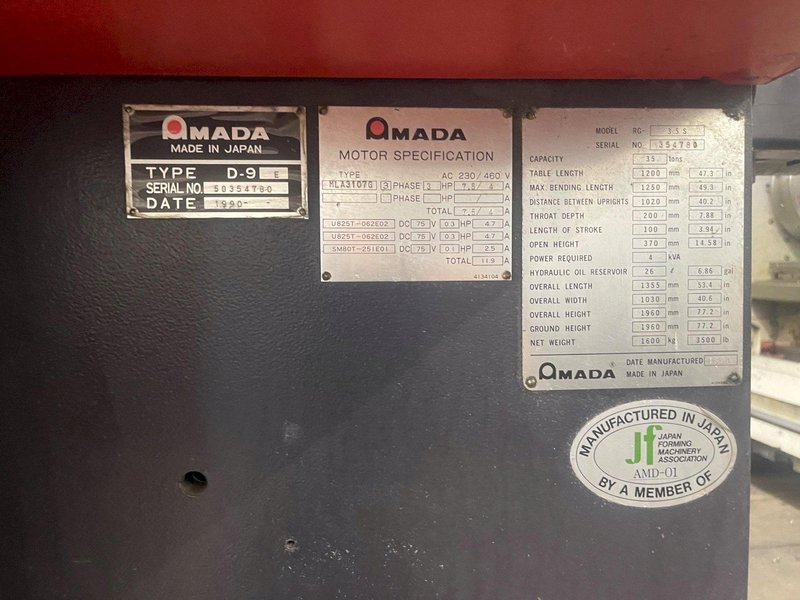 AMADA
MADE IN JAPAN
TYPE D-9 E
SERIAL NO. 50354780
DATE 1990- -
AMADA
MOTOR SPECIFICATION
TYPE AC 230/460 V
MLA3107G 3 PHASE 3 HP 7.5/4 A
PHASE HP / A
TOTAL 7.5/4 A
U825T-062E02 DC 75 V 0.3 HP 4.7 A
U825T-062E02 DC 75 V 0.3 HP 4.7 A
SM80T-251E01 DC 75 V 0.1 HP 2.5 A
TOTAL 11.9 A
4134104
MODEL RG- 35S
SERIAL NO. 354780
CAPACITY 35 tons
TABLE LENGTH 1200 mm 47.3 in
MAX. BENDING LENGTH 1250 mm 49.3 in
DISTANCE BETWEEN UPRIGHTS 1020 mm 40.2 in
THROAT DEPTH 200 mm 7.88 in
LENGTH OF STROKE 100 mm 3.94 in
OPEN HEIGHT 370 mm 14.58 in
POWER REQUIRED 4 kVA
HYDRAULIC OIL RESERVOIR 26 ℓ 6.86 gal
OVERALL LENGTH 1355 mm 53.4 in
OVERALL WIDTH 1030 mm 40.6 in
OVERALL HEIGHT 1960 mm 77.2 in
GROUND HEIGHT 1960 mm 77.2 in
NET WEIGHT 1600 kg 3500 lb
AMADA® DATE MANUFACTURED
MADE IN JAPAN
MANUFACTURED IN JAPAN
Jf JAPAN
FORMING
MACHINERY
ASSOCIATION
AMD-01
BY A MEMBER OF